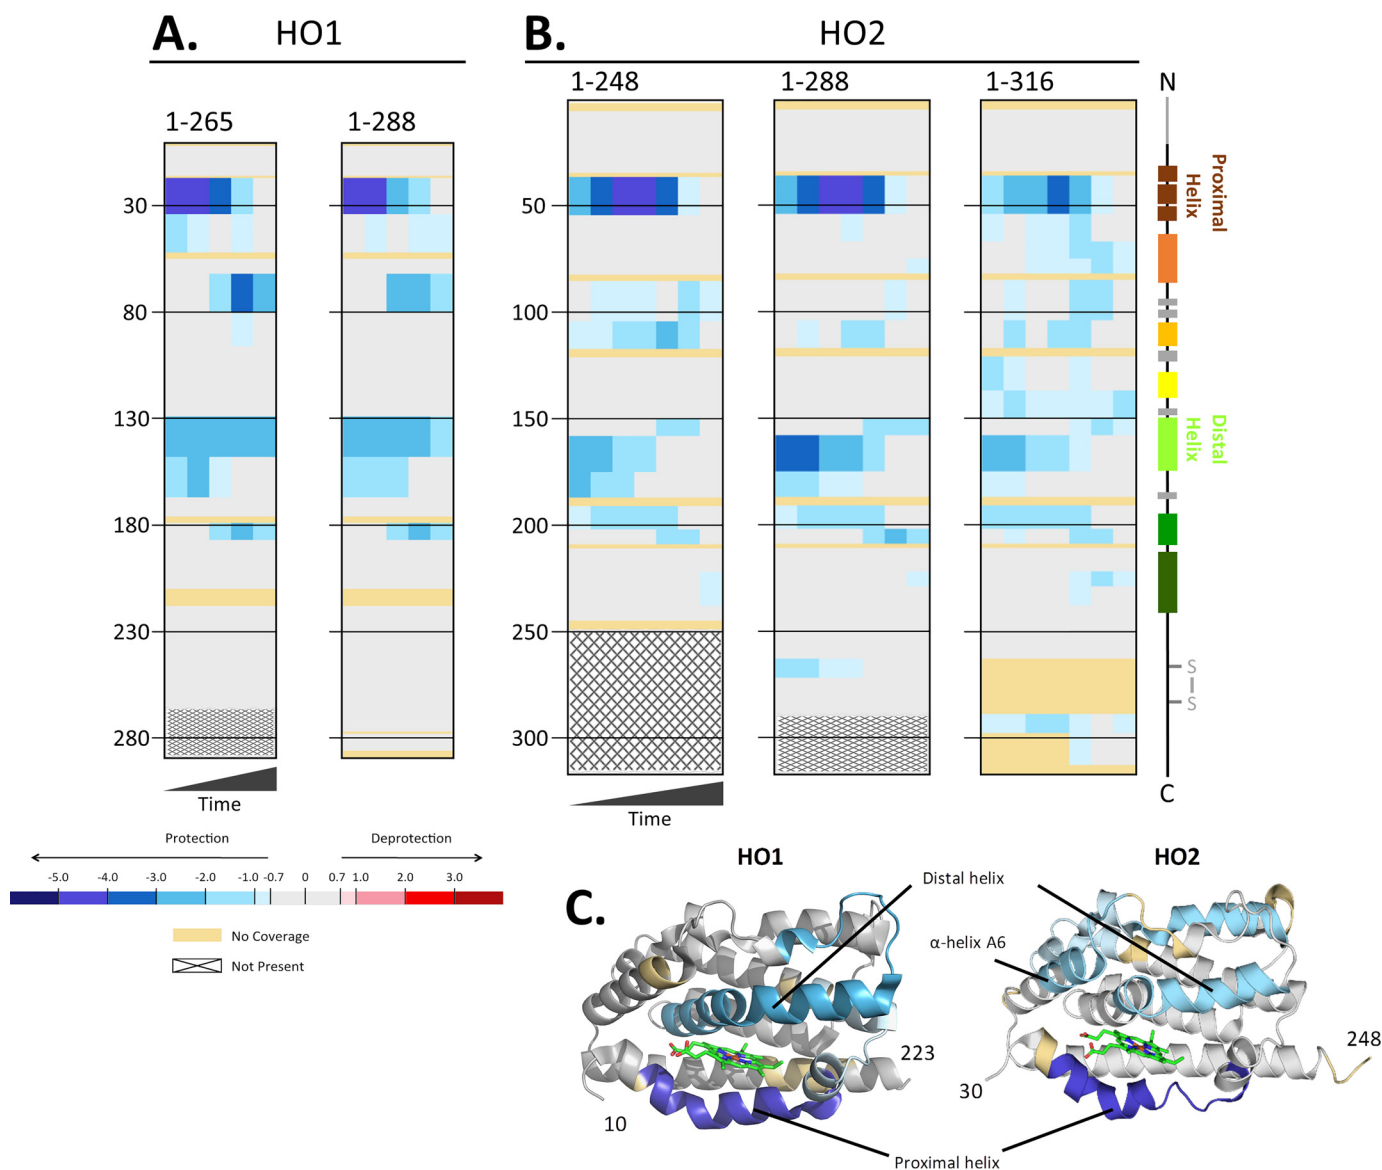 A. HO1
B. HO2
1-265 1-288
1-248 1-288 1-316 N
30
80
130
180
230
280
50
100
150
200
250
300
Proximal
Helix
Distal
Helix
S
S
C
Time
Time
Protection Deprotection
-5.0 -4.0 -3.0 -2.0 -1.0 -0.7 0 0.7 1.0 2.0 3.0
No Coverage
Not Present
C.
HO1 HO2
Distal helix
α-helix A6
223
248
10
30
Proximal helix